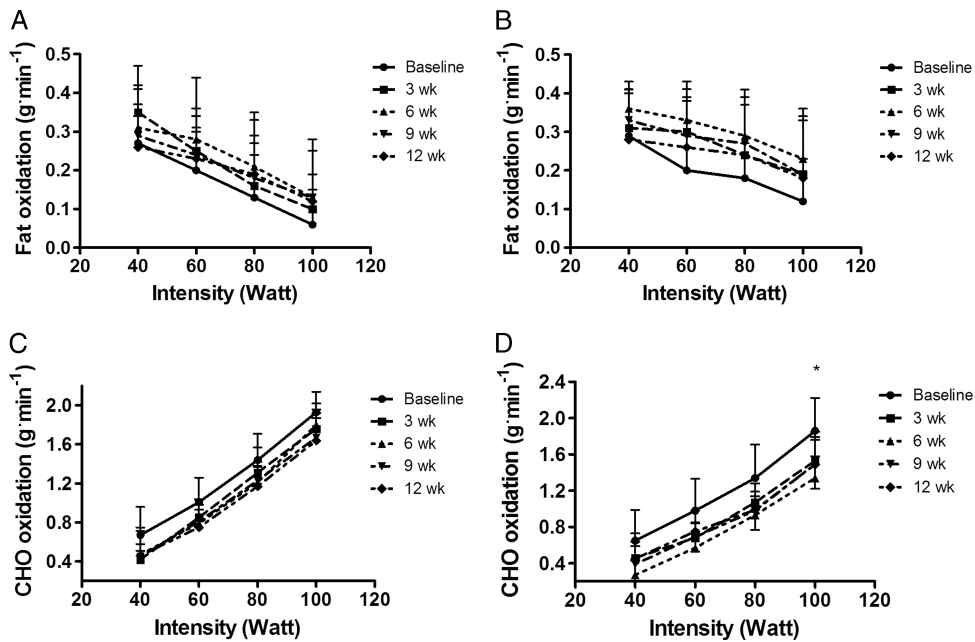 A
Fat oxidation (g·min⁻¹)
0.5
0.4
0.3
0.2
0.1
0.0
20 40 60 80 100 120
Intensity (Watt)
Baseline
3 wk
6 wk
9 wk
12 wk
B
Fat oxidation (g·min⁻¹)
0.5
0.4
0.3
0.2
0.1
0.0
20 40 60 80 100 120
Intensity (Watt)
Baseline
3 wk
6 wk
9 wk
12 wk
C
CHO oxidation (g·min⁻¹)
2.0
1.6
1.2
0.8
0.4
20 40 60 80 100 120
Intensity (Watt)
Baseline
3 wk
6 wk
9 wk
12 wk
D
CHO oxidation (g·min⁻¹)
2.4
2.0
1.6
1.2
0.8
0.4
20 40 60 80 100 120
Intensity (Watt)
*
Baseline
3 wk
6 wk
9 wk
12 wk